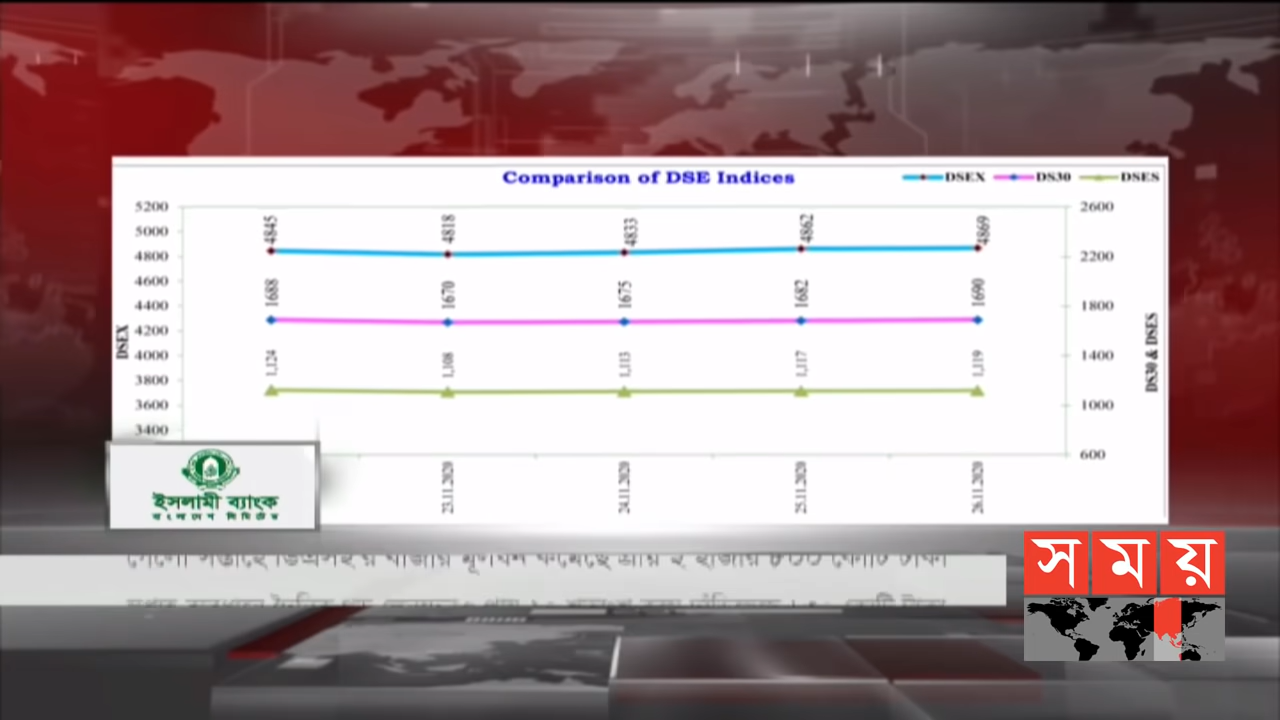 Comparison of DSE Indices
DSEX DS30 DSES
5200 2600
5000
4800 2200
4600
4400 1800
4200
4000 1400
3800
3600 1000
3400
600
DSEX
DS30 & DSES
4845 4818 4833 4862 4869
1688 1670 1675 1682 1690
1,124 1,108 1,113 1,117 1,119
23.11.2020 24.11.2020 25.11.2020 26.11.2020
ইসলামী ব্যাংক
বাংলাদেশ লিমিটেড
সময়